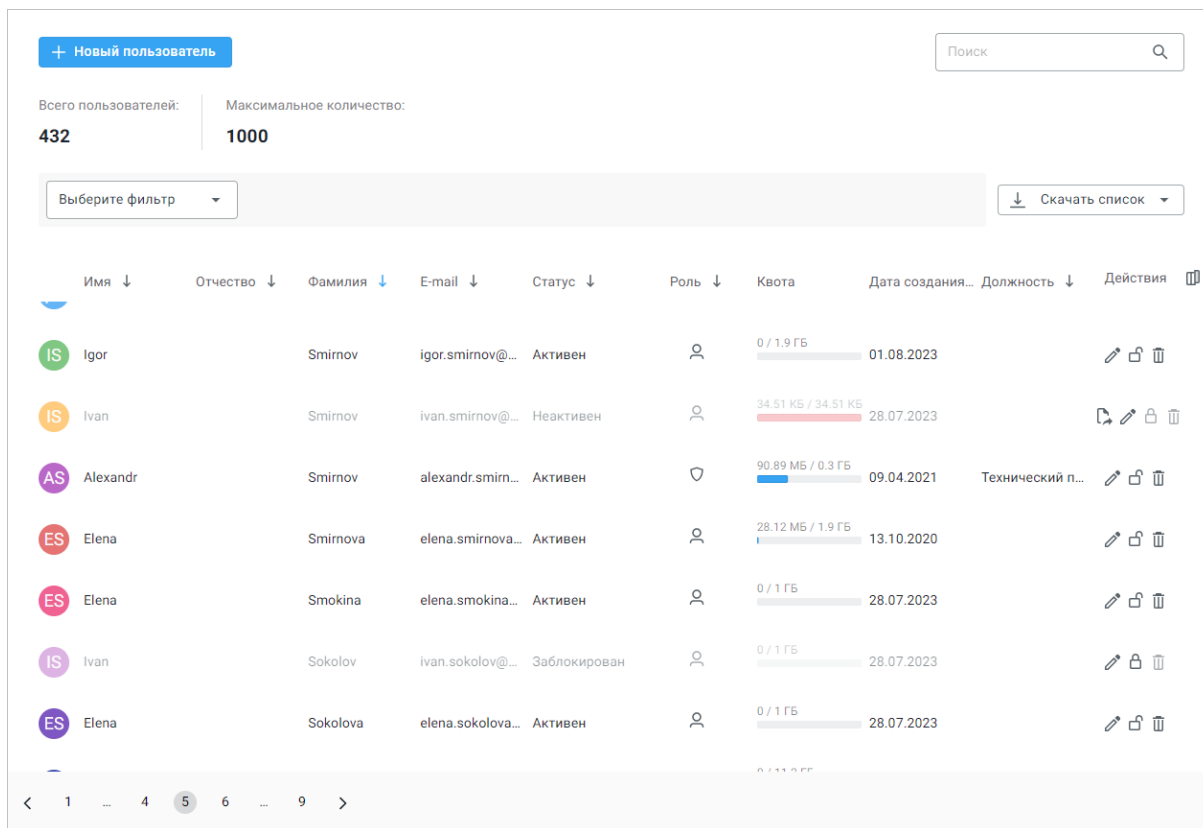 Новый пользователь
Поиск
Всего пользователей: Максимальное количество:
432 1000
Выберите фильтр Скачать список
Имя Отчество Фамилия E-mail Статус Роль Квота Дата создания... Должность Действия
IS Igor Smirnov igor.smirnov@... Активен 0 / 1.9 ГБ 01.08.2023
IS Ivan Smirnov ivan.smirnov@... Неактивен 34.51 КБ / 34.51 КБ 28.07.2023
AS Alexandr Smirnov alexandr.smirn... Активен 90.89 МБ / 0.3 ГБ 09.04.2021 Технический п...
ES Elena Smirnova elena.smirnova... Активен 28.12 МБ / 1.9 ГБ 13.10.2020
ES Elena Smokina elena.smokina... Активен 0 / 1 ГБ 28.07.2023
IS Ivan Sokolov ivan.sokolov@... Заблокирован 0 / 1 ГБ 28.07.2023
ES Elena Sokolova elena.sokolova... Активен 0 / 1 ГБ 28.07.2023
1 ... 4 5 6 ... 9